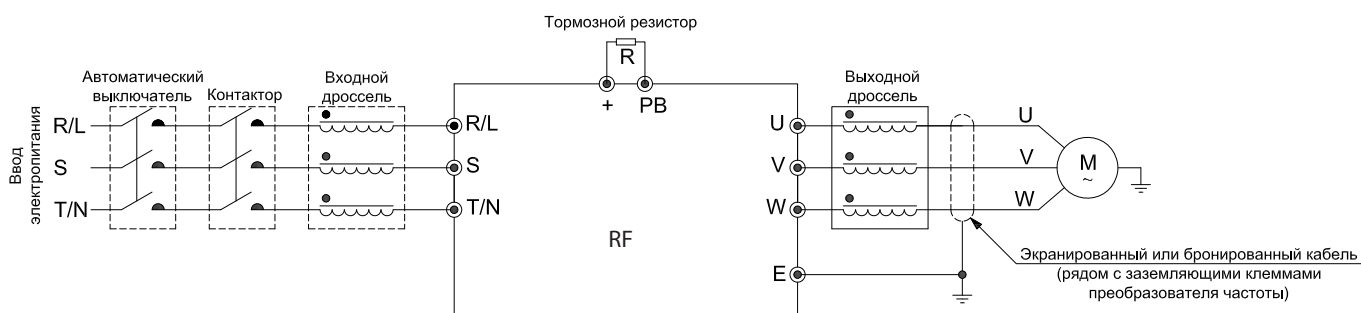 Тормозной резистор
R
+ PB
Автоматический
выключатель
Контактор
Входной
дроссель
Выходной
дроссель
Ввод
электропитания
R/L
S
T/N
R/L
S
T/N
RF
U
V
W
E
U
V
W
M
~
Экранированный или бронированный кабель
(рядом с заземляющими клеммами
преобразователя частоты)